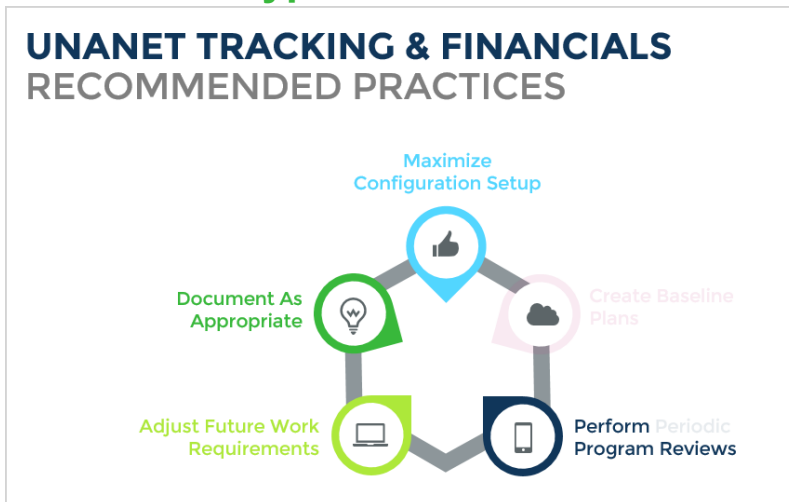 UNANET TRACKING & FINANCIALS
RECOMMENDED PRACTICES
Maximize
Configuration Setup
Document As
Appropriate
Create Baseline
Plans
Adjust Future Work
Requirements
Perform Periodic
Program Reviews